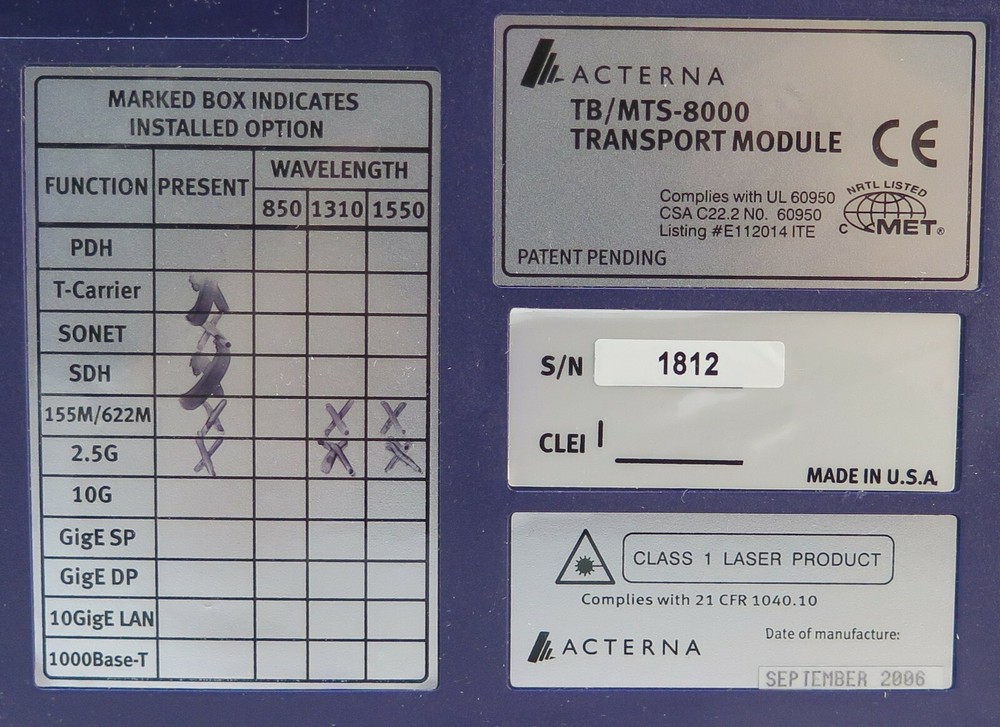 MARKED BOX INDICATES
INSTALLED OPTION
FUNCTION PRESENT WAVELENGTH
850 1310 1550
PDH
T-Carrier
SONET X
SDH
155M/622M X X X
2.5G X X X
10G
GigE SP
GigE DP
10GigE LAN
1000Base-T
ACTERNA
TB/MTS-8000
TRANSPORT MODULE
CE
Complies with UL 60950
CSA C22.2 NO. 60950
Listing #E112014 ITE
NRTL LISTED
C MET®
PATENT PENDING
S/N 1812
CLEI
MADE IN U.S.A.
CLASS 1 LASER PRODUCT
Complies with 21 CFR 1040.10
ACTERNA
Date of manufacture:
SEPTEMBER 2006